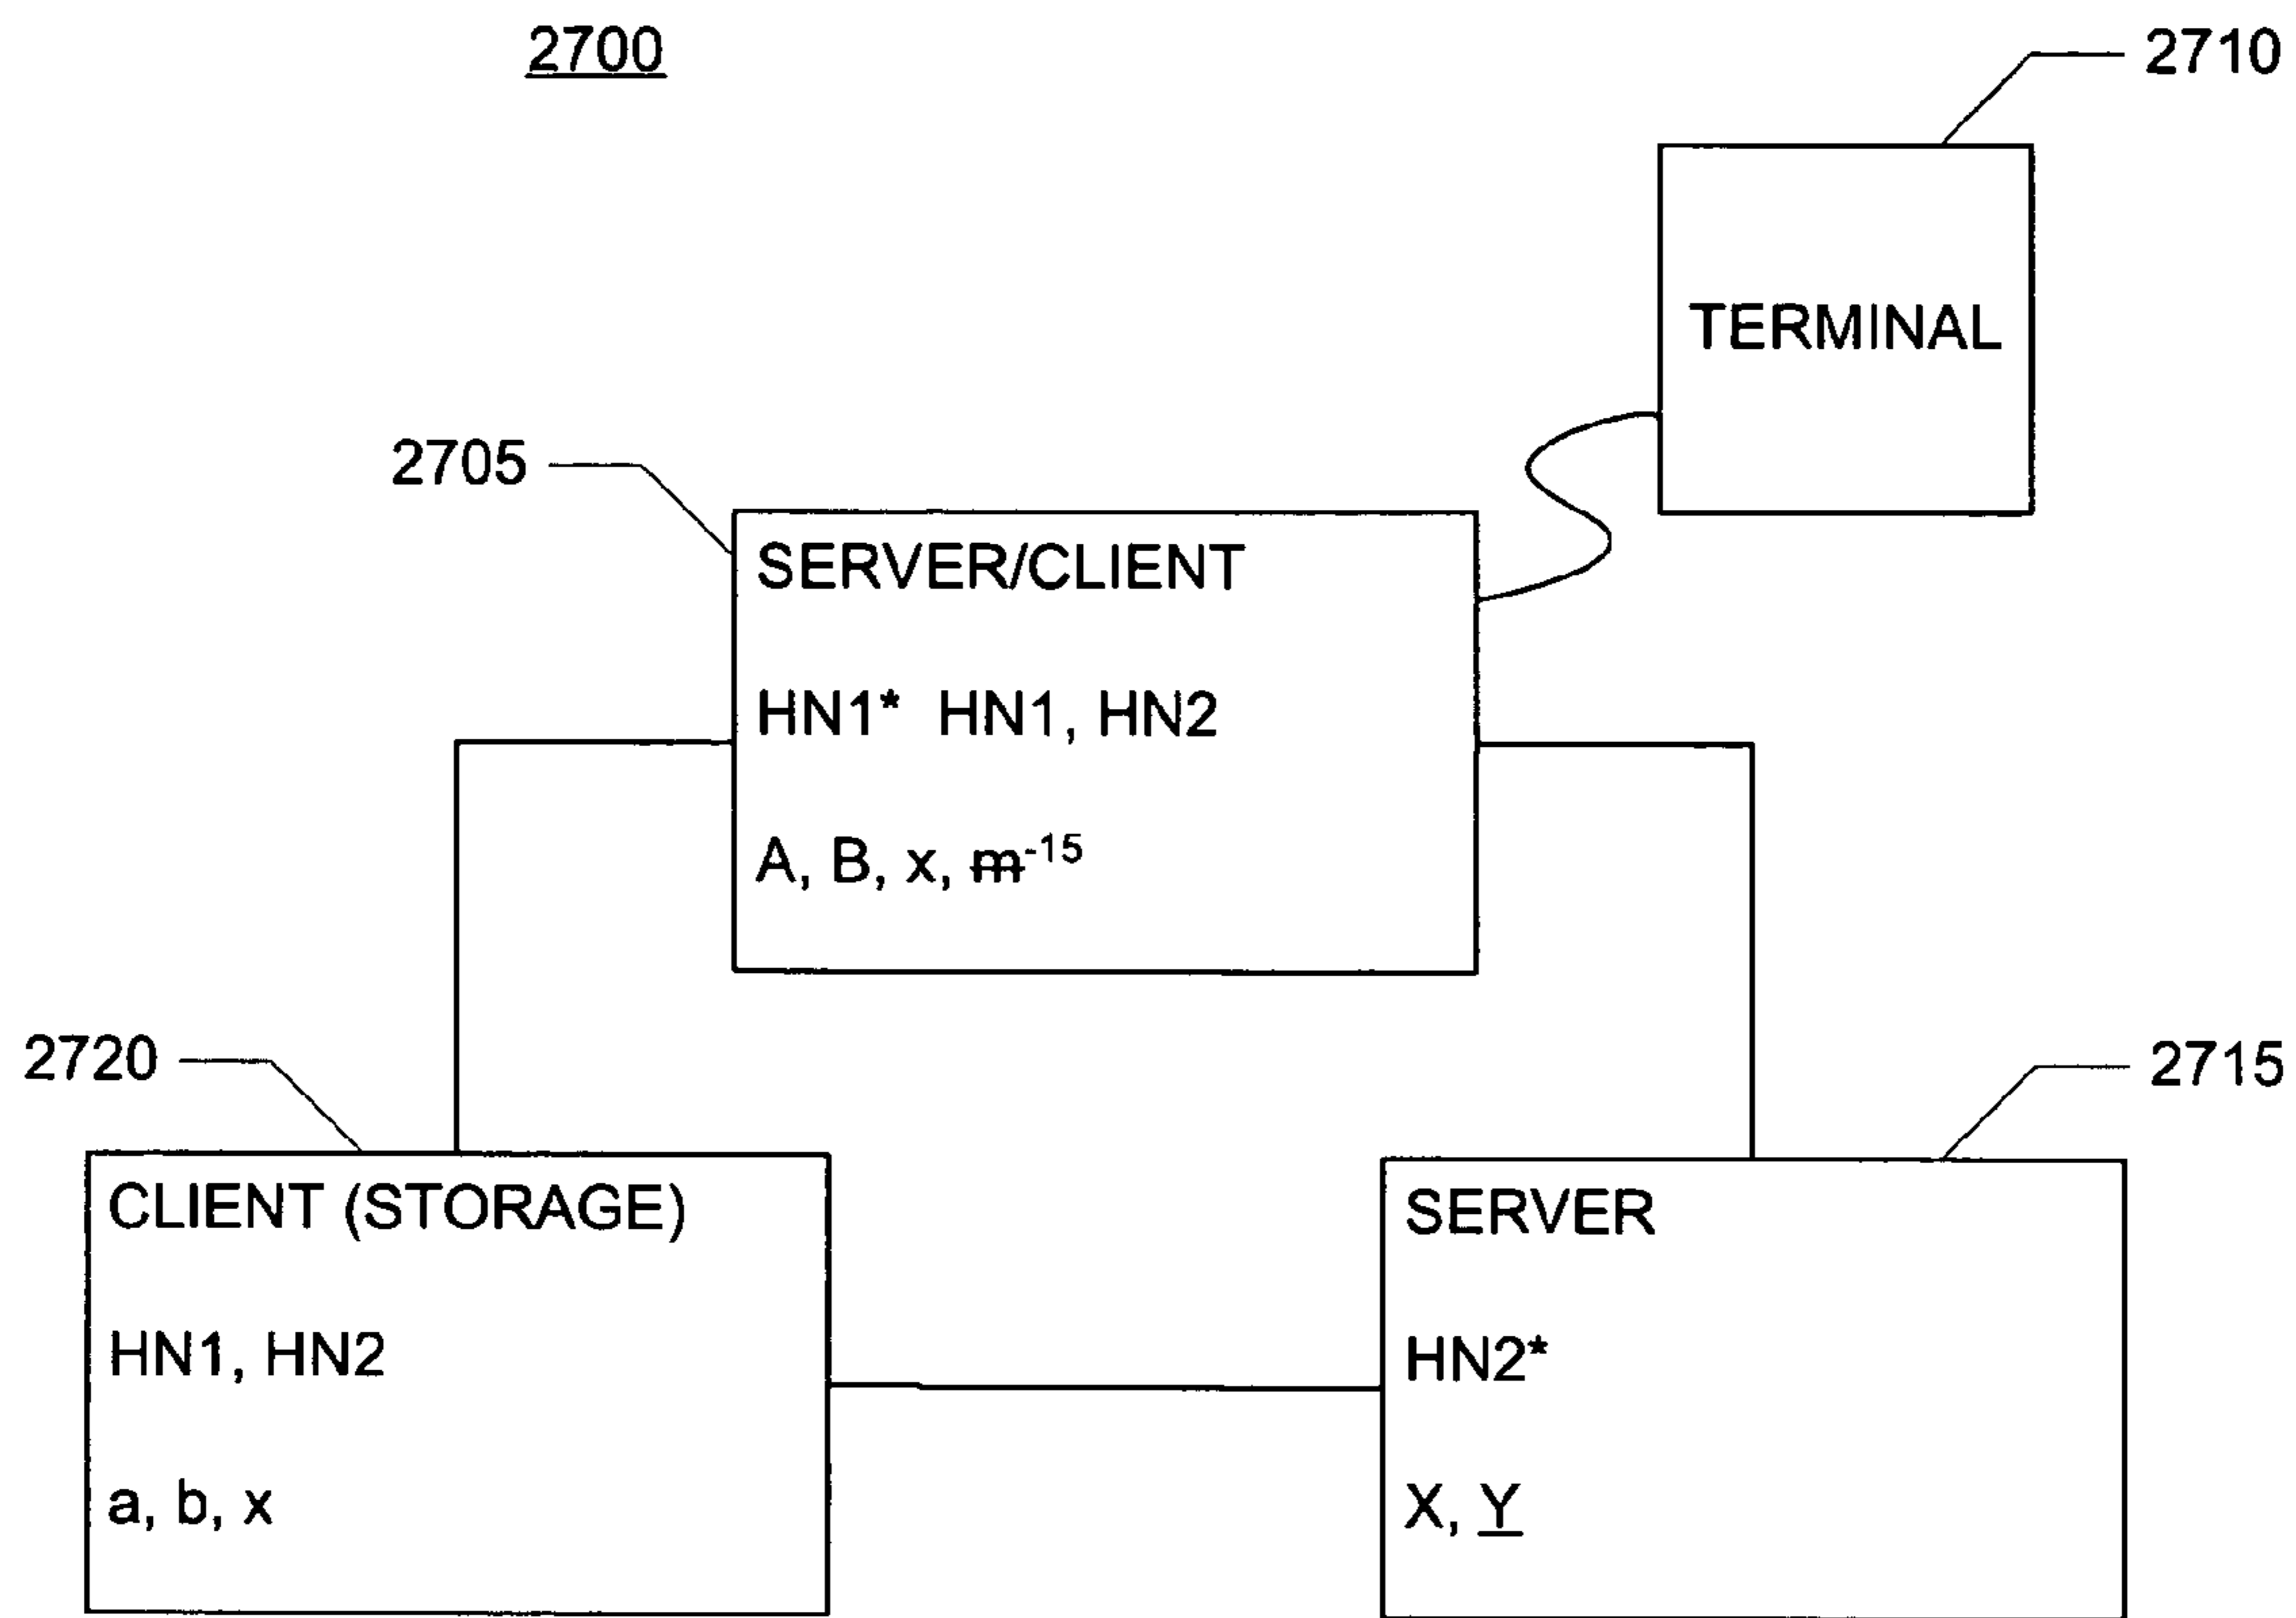 2700
2710
TERMINAL
2705
SERVER/CLIENT
HN1* HN1, HN2
A, B, x, m-15
2720
2715
CLIENT (STORAGE)
HN1, HN2
a, b, x
SERVER
HN2*
X, Y